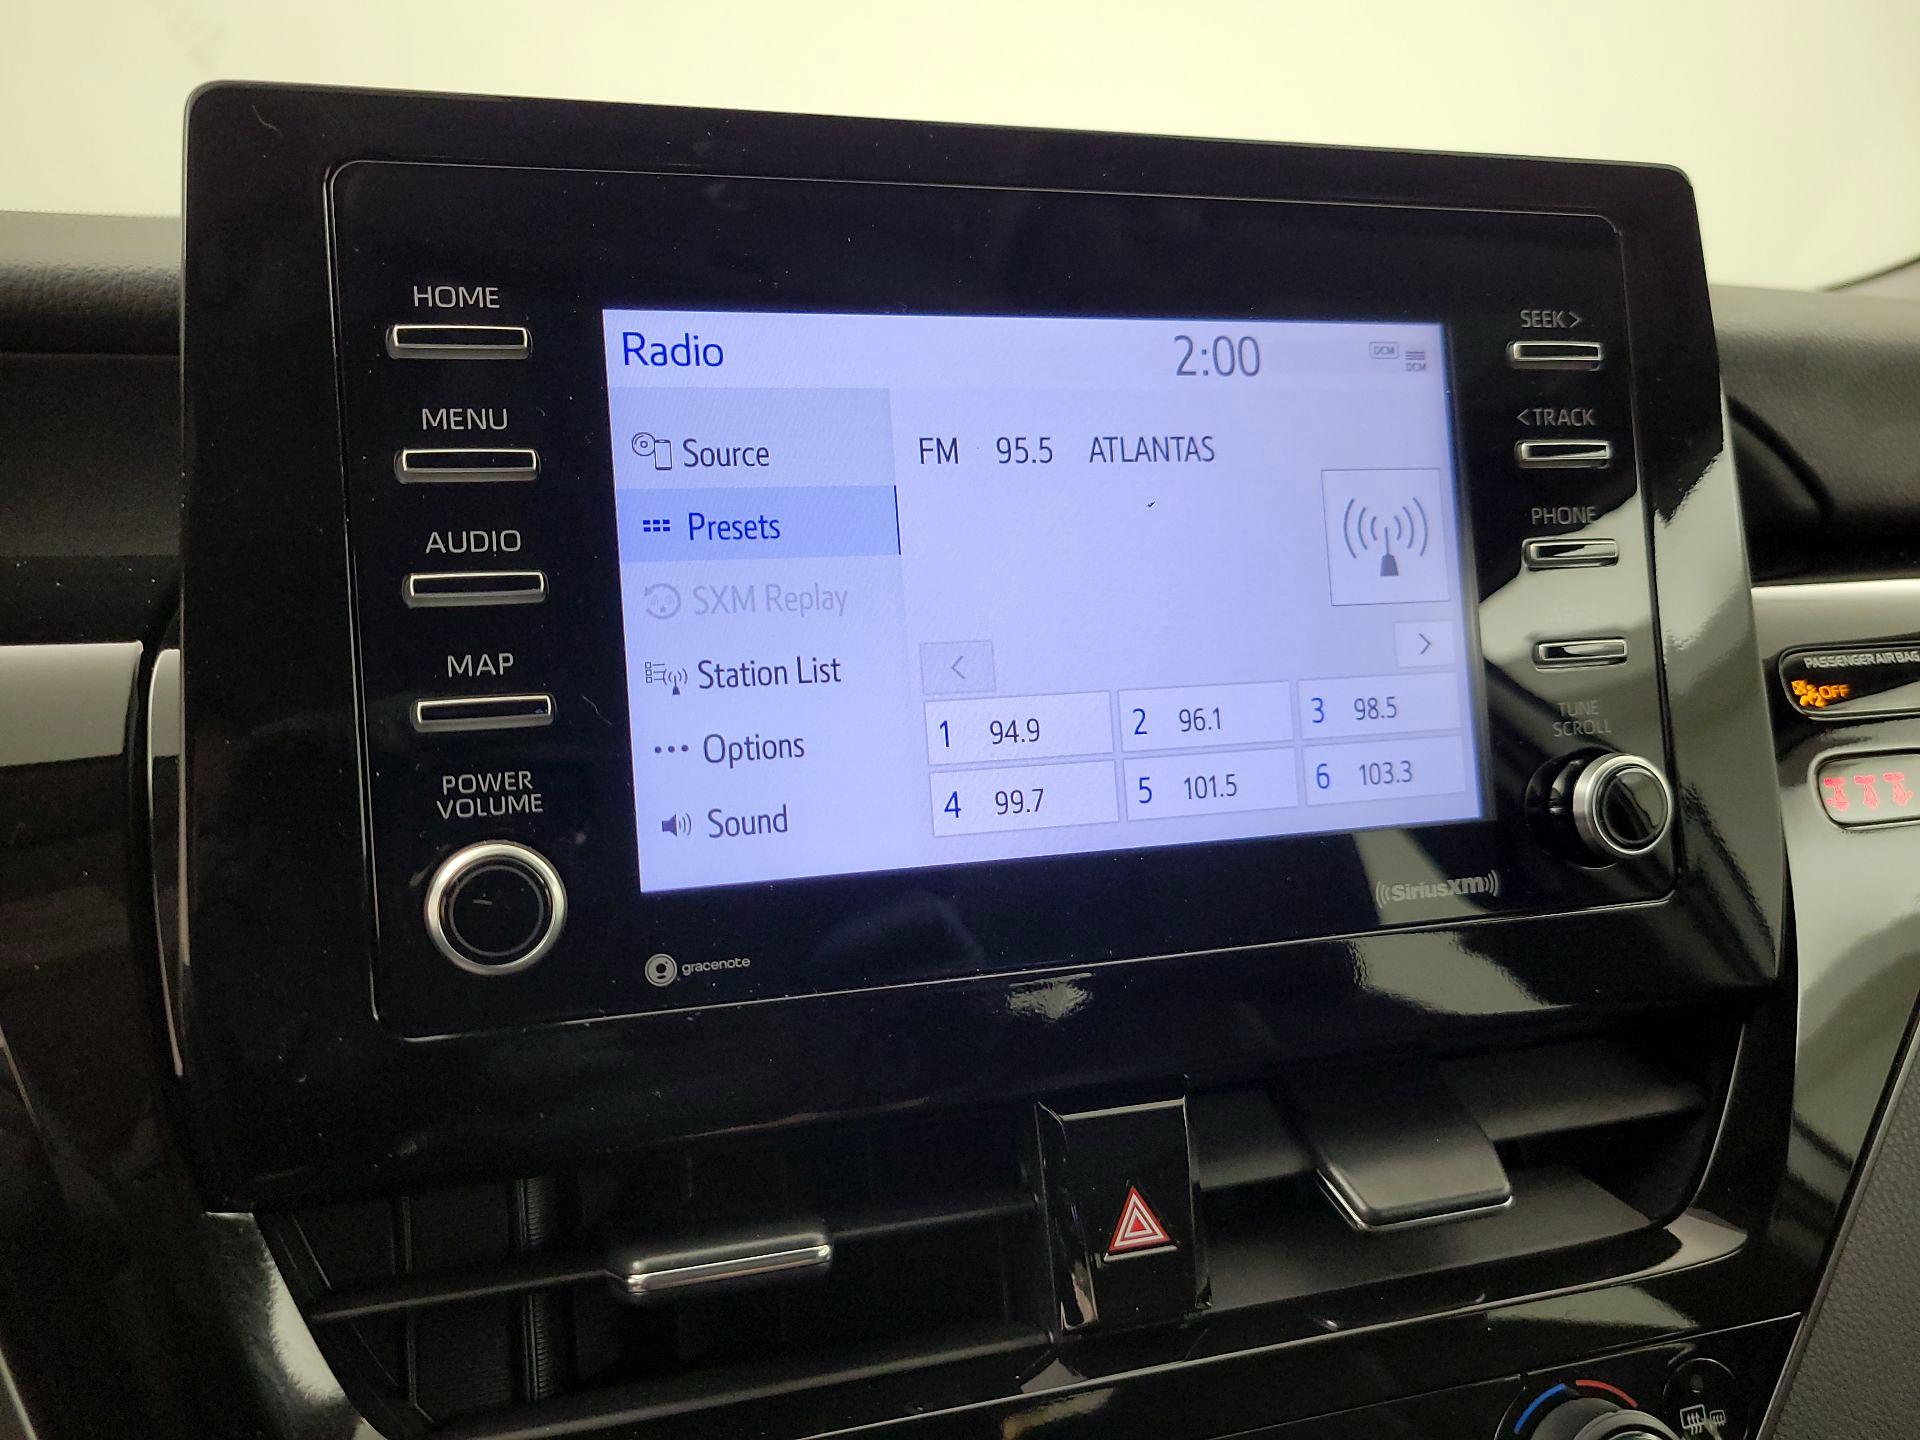 HOME
MENU
AUDIO
MAP
POWER
VOLUME
Radio
2:00
DCM
DCM
Source
Presets
SXM Replay
Station List
Options
Sound
FM 95.5 ATLANTAS
<
>
1 94.9
2 96.1
3 98.5
4 99.7
5 101.5
6 103.3
SEEK >
< TRACK
PHONE
TUNE
SCROLL
SiriusXM
gracenote
PASSENGER AIR BAG
OFF